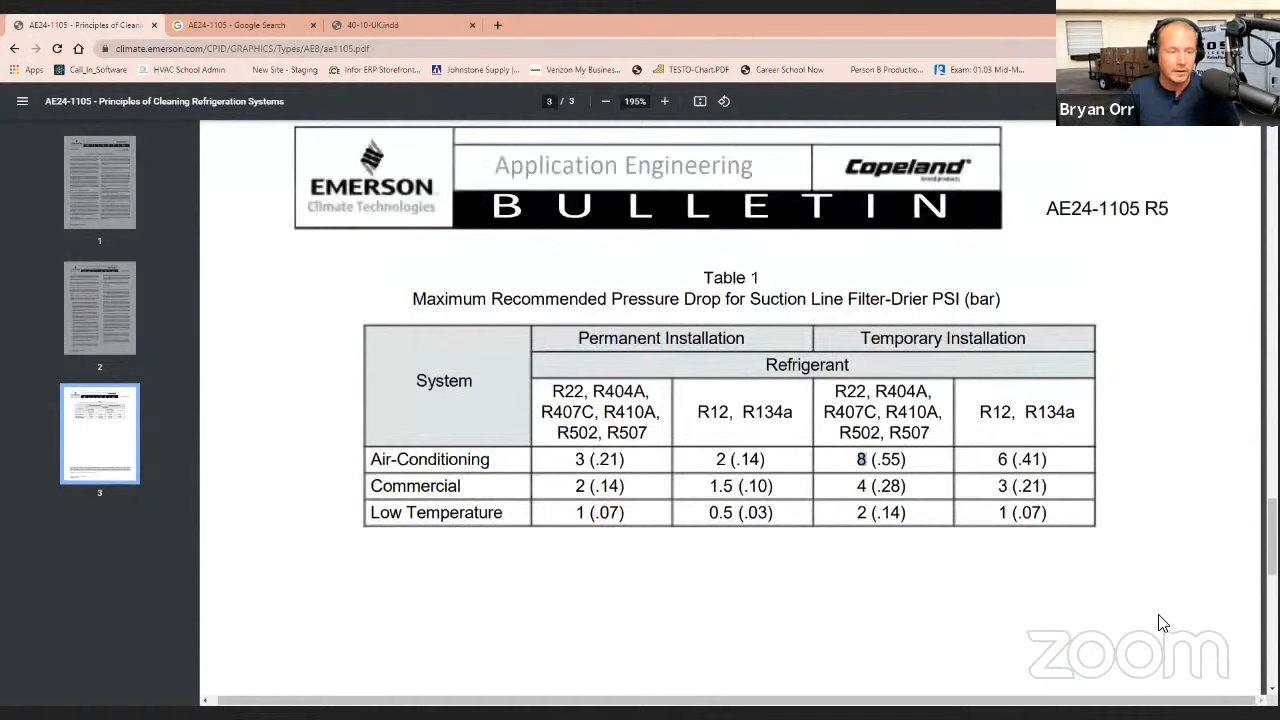 AE24-1105 - Principles of Cleani
AE24-1105 - Google Search
40-10-UK.indd
climate.emerson.com/CPID/GRAPHICS/Types/AEB/ae1105.pdf
Apps
Call_In_Software
HVAC School Admin
New Site - Staging
Infor ERP Storefront...
Johnstone Supply |...
Verizon My Business...
TESTO-Chart.PDF
Career School Now
Person B Productio...
Exam: 01.03 Mid-M...
Bryan Orr
AE24-1105 - Principles of Cleaning Refrigeration Systems
3 / 3
195%
1
2
3
EMERSON
Climate Technologies
Application Engineering
Copeland
brand products
BULLETIN
AE24-1105 R5
Table 1
Maximum Recommended Pressure Drop for Suction Line Filter-Drier PSI (bar)
System
Permanent Installation
Temporary Installation
Refrigerant
R22, R404A,
R407C, R410A,
R502, R507
R12, R134a
R22, R404A,
R407C, R410A,
R502, R507
R12, R134a
Air-Conditioning 3 (.21) 2 (.14) 8 (.55) 6 (.41)
Commercial 2 (.14) 1.5 (.10) 4 (.28) 3 (.21)
Low Temperature 1 (.07) 0.5 (.03) 2 (.14) 1 (.07)
zoom